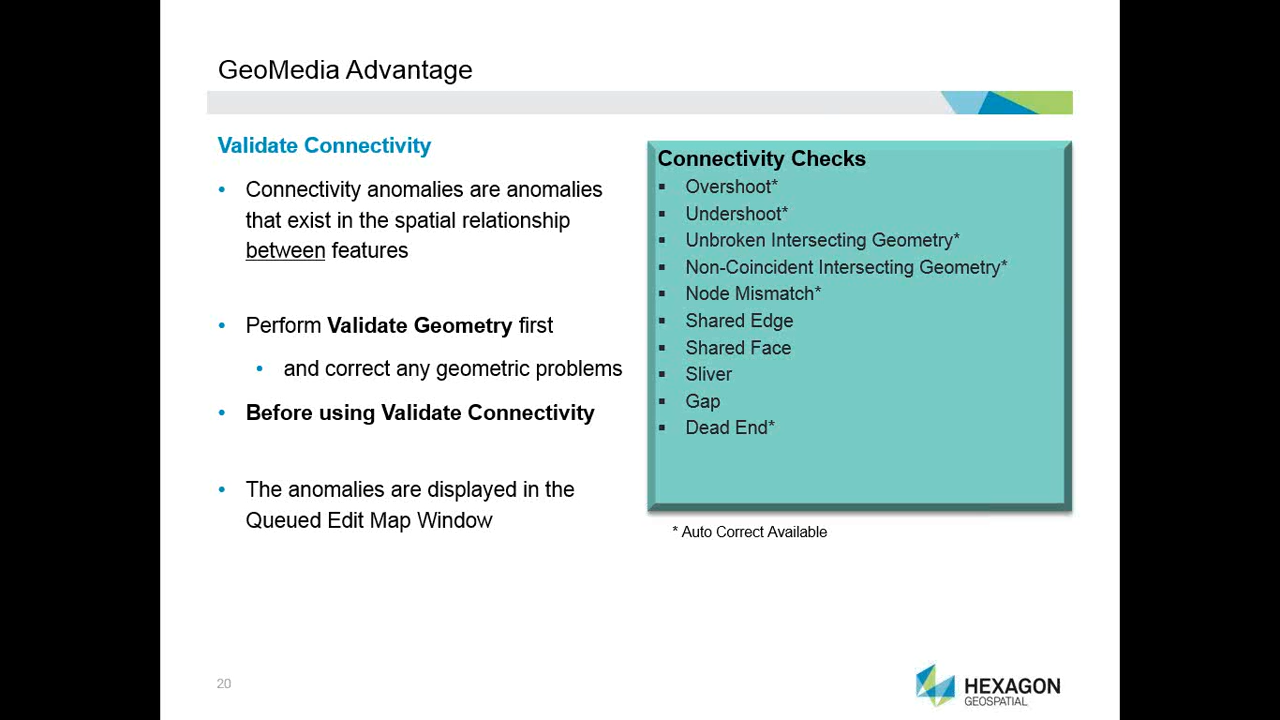 GeoMedia Advantage
Validate Connectivity
• Connectivity anomalies are anomalies
that exist in the spatial relationship
between features
• Perform Validate Geometry first
• and correct any geometric problems
• Before using Validate Connectivity
• The anomalies are displayed in the
Queued Edit Map Window
Connectivity Checks
▪ Overshoot*
▪ Undershoot*
▪ Unbroken Intersecting Geometry*
▪ Non-Coincident Intersecting Geometry*
▪ Node Mismatch*
▪ Shared Edge
▪ Shared Face
▪ Sliver
▪ Gap
▪ Dead End*
* Auto Correct Available
20
HEXAGON
GEOSPATIAL